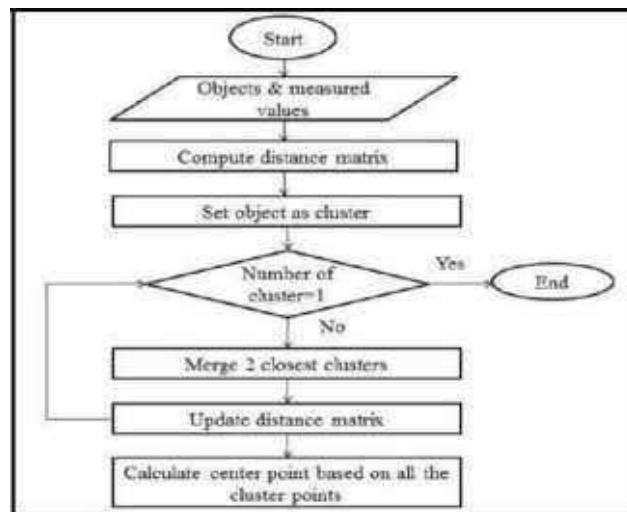 Start
Objects & measured
values
Compute distance matrix
Set object as cluster
Number of
cluster=1
Yes
End
No
Merge 2 closest clusters
Update distance matrix
Calculate center point based on all the
cluster points